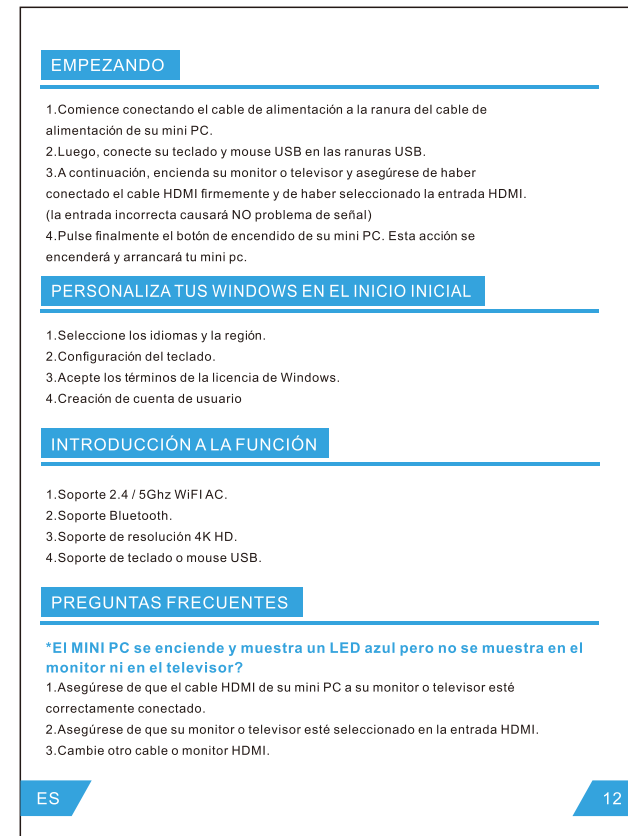 EMPEZANDO
1.Comience conectando el cable de alimentación a la ranura del cable de
alimentación de su mini PC.
2.Luego, conecte su teclado y mouse USB en las ranuras USB.
3.A continuación, encienda su monitor o televisor y asegúrese de haber
conectado el cable HDMI firmemente y de haber seleccionado la entrada HDMI.
(la entrada incorrecta causará NO problema de señal)
4.Pulse finalmente el botón de encendido de su mini PC. Esta acción se
encenderá y arrancará tu mini pc.
PERSONALIZA TUS WINDOWS EN EL INICIO INICIAL
1.Seleccione los idiomas y la región.
2.Configuración del teclado.
3.Acepte los términos de la licencia de Windows.
4.Creación de cuenta de usuario
INTRODUCCIÓN A LA FUNCIÓN
1.Soporte 2.4 / 5Ghz WiFI AC.
2.Soporte Bluetooth.
3.Soporte de resolución 4K HD.
4.Soporte de teclado o mouse USB.
PREGUNTAS FRECUENTES
*El MINI PC se enciende y muestra un LED azul pero no se muestra en el
monitor ni en el televisor?
1.Asegúrese de que el cable HDMI de su mini PC a su monitor o televisor esté
correctamente conectado.
2.Asegúrese de que su monitor o televisor esté seleccionado en la entrada HDMI.
3.Cambie otro cable o monitor HDMI.
ES
12